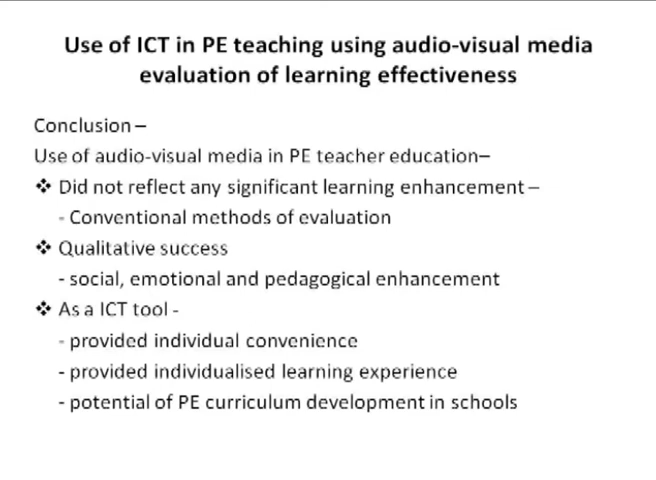 Use of ICT in PE teaching using audio-visual media
evaluation of learning effectiveness
Conclusion –
Use of audio-visual media in PE teacher education–
❖ Did not reflect any significant learning enhancement –
- Conventional methods of evaluation
❖ Qualitative success
- social, emotional and pedagogical enhancement
❖ As a ICT tool -
- provided individual convenience
- provided individualised learning experience
- potential of PE curriculum development in schools